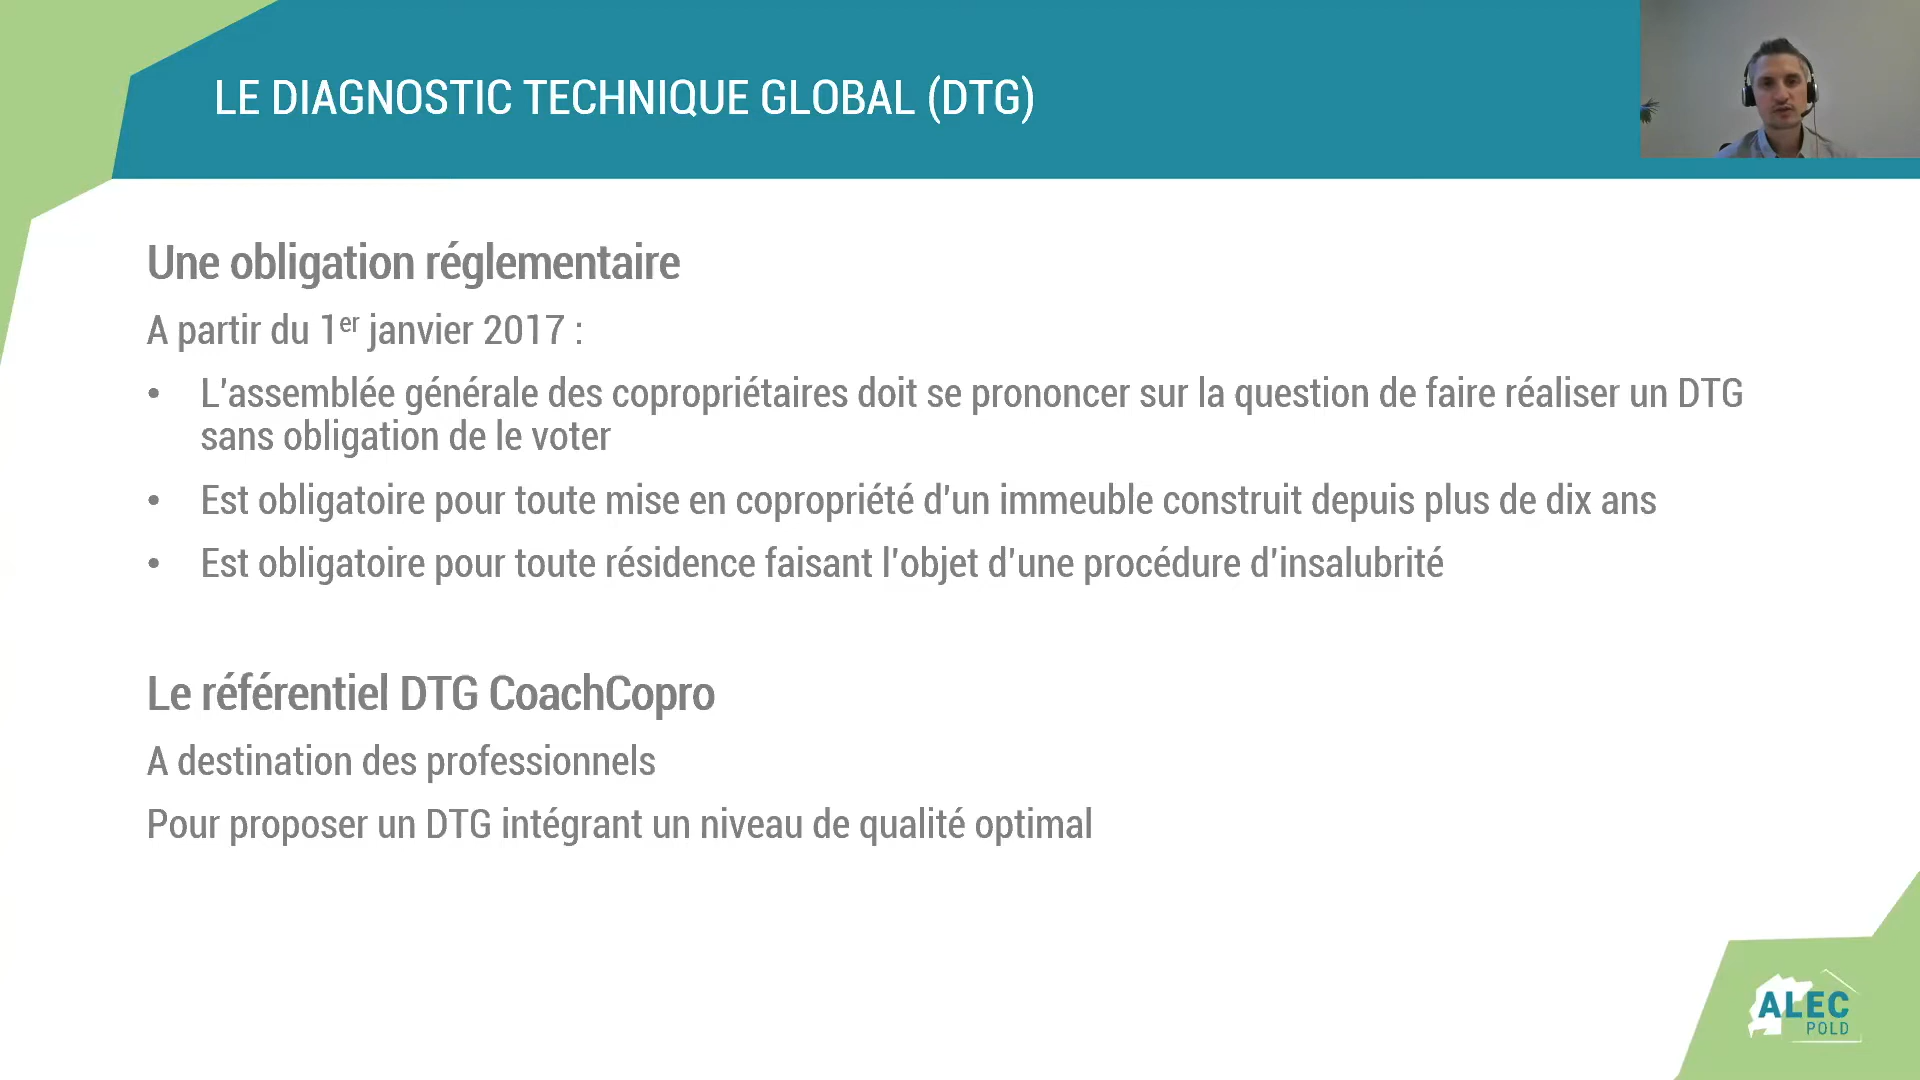 LE DIAGNOSTIC TECHNIQUE GLOBAL (DTG)
Une obligation réglementaire
A partir du 1er janvier 2017 :
• L'assemblée générale des copropriétaires doit se prononcer sur la question de faire réaliser un DTG
sans obligation de le voter
• Est obligatoire pour toute mise en copropriété d'un immeuble construit depuis plus de dix ans
• Est obligatoire pour toute résidence faisant l'objet d'une procédure d'insalubrité
Le référentiel DTG CoachCopro
A destination des professionnels
Pour proposer un DTG intégrant un niveau de qualité optimal
ALEC
POLD